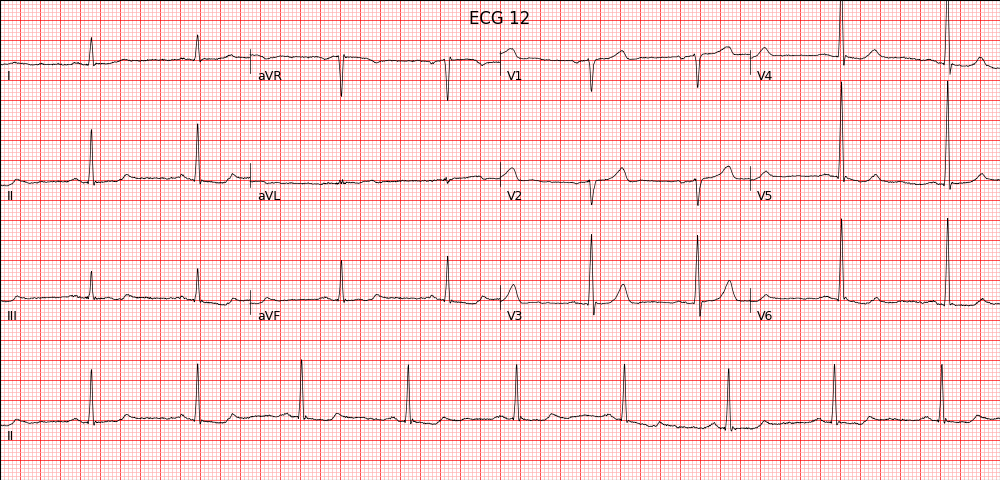 ECG 12
I aVR V1 V4
II aVL V2 V5
III aVF V3 V6
II